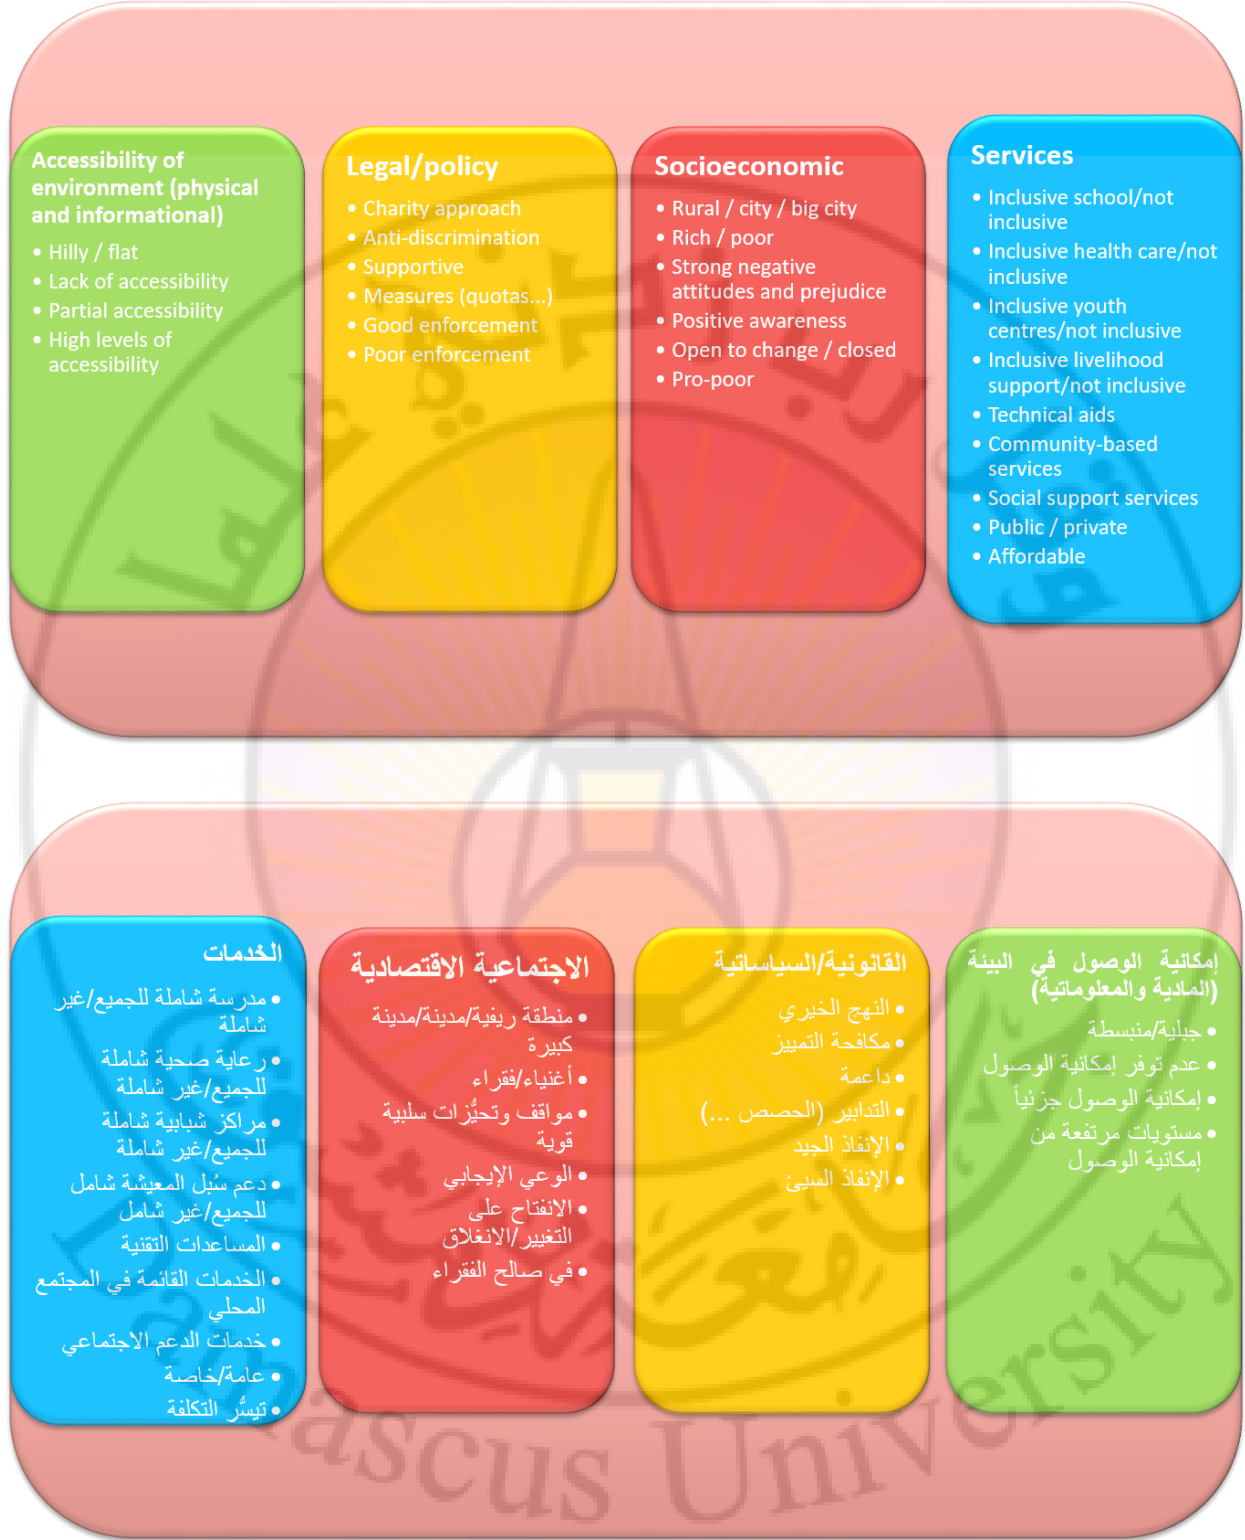 Accessibility of
environment (physical
and informational)
• Hilly / flat
• Lack of accessibility
• Partial accessibility
• High levels of
accessibility
Legal/policy
• Charity approach
• Anti-discrimination
• Supportive
• Measures (quotas...)
• Good enforcement
• Poor enforcement
Socioeconomic
• Rural / city / big city
• Rich / poor
• Strong negative
attitudes and prejudice
• Positive awareness
• Open to change / closed
• Pro-poor
Services
• Inclusive school/not
inclusive
• Inclusive health care/not
inclusive
• Inclusive youth
centres/not inclusive
• Inclusive livelihood
support/not inclusive
• Technical aids
• Community-based
services
• Social support services
• Public / private
• Affordable
إمكانية الوصول في البيئة
(المادية والمعلوماتية)
• جبلية/منبسطة
• عدم توفر إمكانية الوصول
• إمكانية الوصول جزئياً
• مستويات مرتفعة من
إمكانية الوصول
القانونية/السياساتية
• النهج الخيري
• مكافحة التمييز
• داعمة
• التدابير (الحصص ...)
• الإنفاذ الجيد
• الإنفاذ السيئ
الاجتماعية الاقتصادية
• منطقة ريفية/مدينة/مدينة
كبيرة
• أغنياء/فقراء
• مواقف وتحيُّزات سلبية
قوية
• الوعي الإيجابي
• الانفتاح على
التغيير/الانغلاق
• في صالح الفقراء
الخدمات
• مدرسة شاملة للجميع/غير
شاملة
• رعاية صحية شاملة
للجميع/غير شاملة
• مراكز شبابية شاملة
للجميع/غير شاملة
• دعم سُبل المعيشة شامل
للجميع/غير شامل
• المساعدات التقنية
• الخدمات القائمة في المجتمع
المحلي
• خدمات الدعم الاجتماعي
• عامة/خاصة
• تيسُّر التكلفة
Damascus University